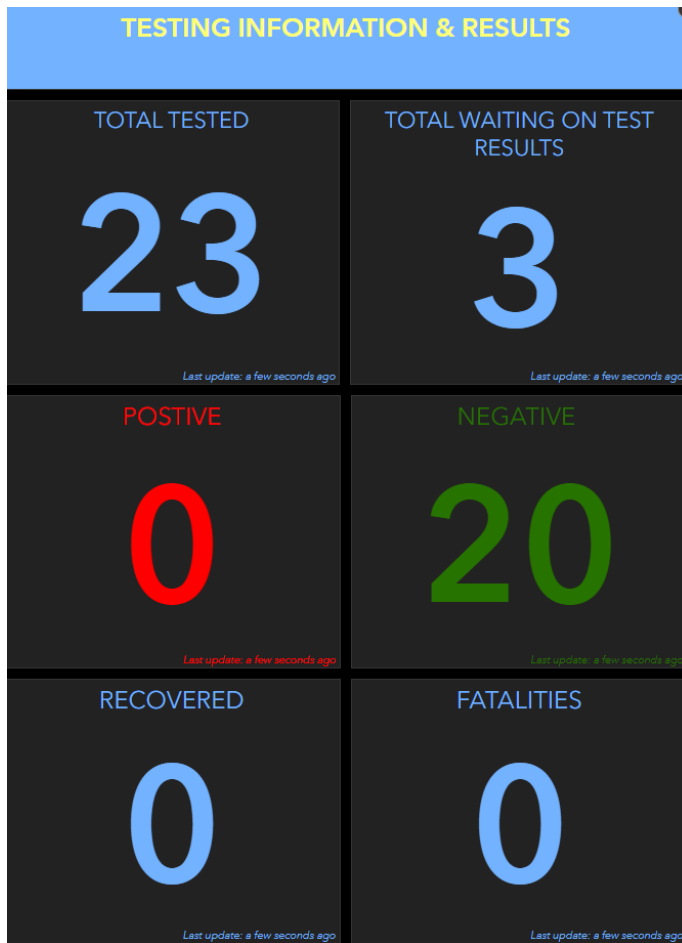 TESTING INFORMATION & RESULTS
TOTAL TESTED
23
Last update: a few seconds ago
TOTAL WAITING ON TEST
RESULTS
3
Last update: a few seconds ago
POSTIVE
0
Last update: a few seconds ago
NEGATIVE
20
Last update: a few seconds ago
RECOVERED
0
Last update: a few seconds ago
FATALITIES
0
Last update: a few seconds ago